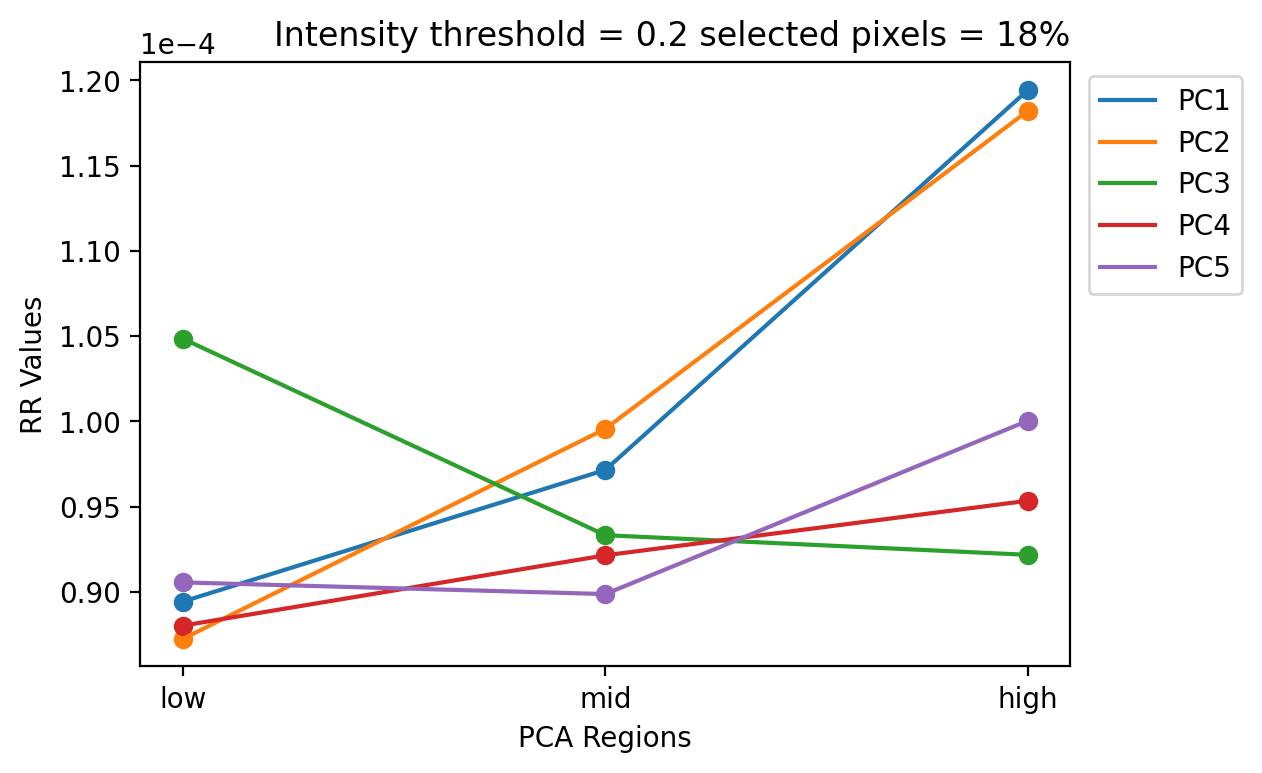 Intensity threshold = 0.2 selected pixels = 18%
1e−4
1.20
1.15
1.10
1.05
1.00
0.95
0.90
RR Values
low
mid
high
PCA Regions
PC1
PC2
PC3
PC4
PC5